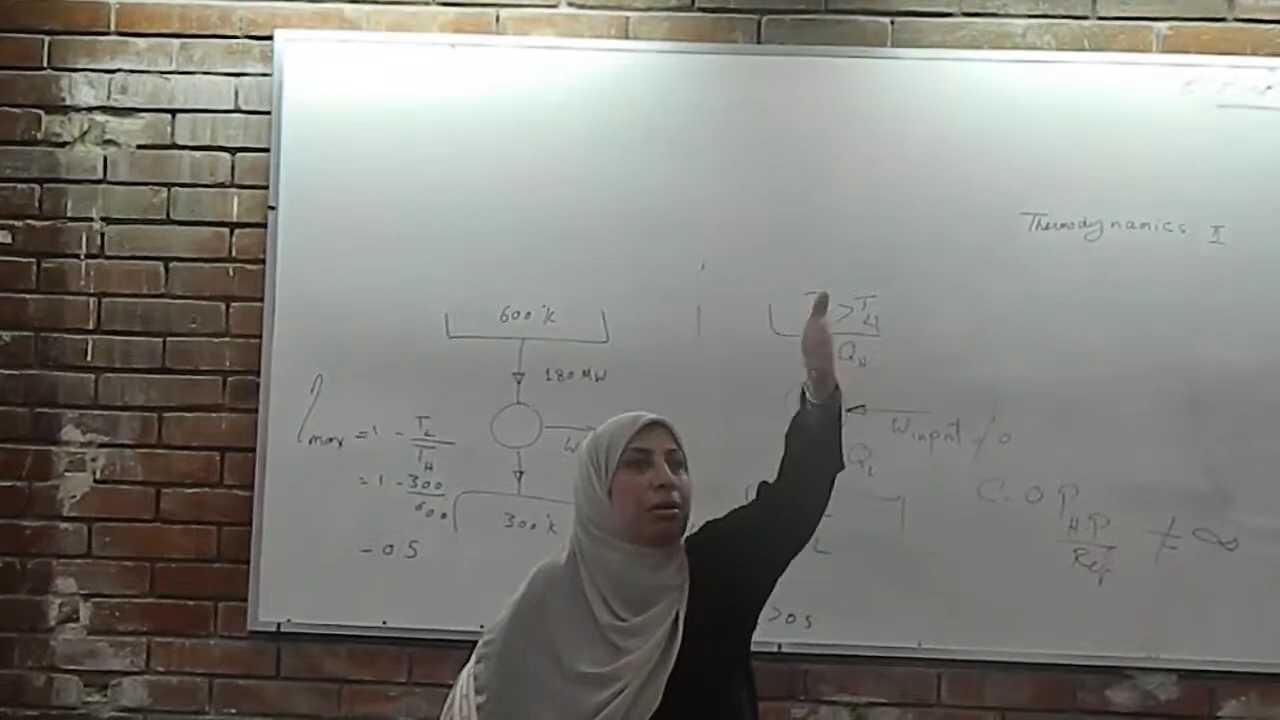 Thermodynamics II
600 °K
180 MW
W
300 °K
η max = 1 - T_L / T_H
= 1 - 300 / 600
= 0 5
> T_H
Q_H
W input ≠ 0
Q_L
L
> 0 5
C.O.P H.P / Ref ≠ ∞